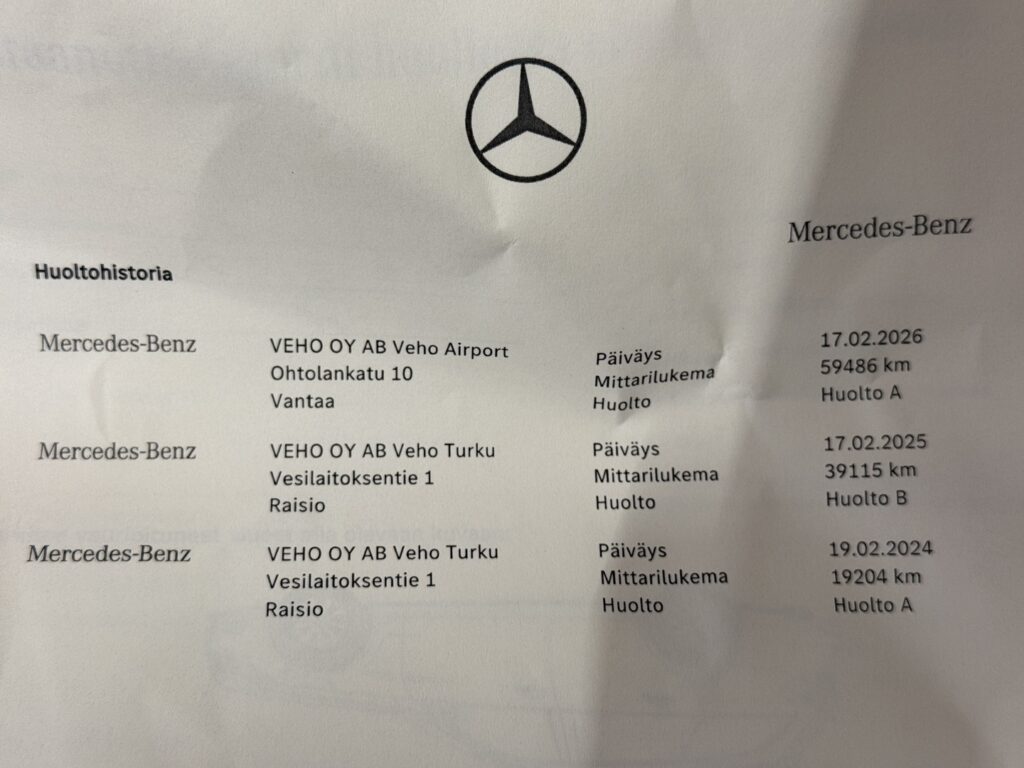 Mercedes-Benz
Huoltohistoria
Mercedes-Benz VEHO OY AB Veho Airport Päiväys 17.02.2026
Ohtolankatu 10 Mittarilukema 59486 km
Vantaa Huolto Huolto A
Mercedes-Benz VEHO OY AB Veho Turku Päiväys 17.02.2025
Vesilaitoksentie 1 Mittarilukema 39115 km
Raisio Huolto Huolto B
Mercedes-Benz VEHO OY AB Veho Turku Päiväys 19.02.2024
Vesilaitoksentie 1 Mittarilukema 19204 km
Raisio Huolto Huolto A